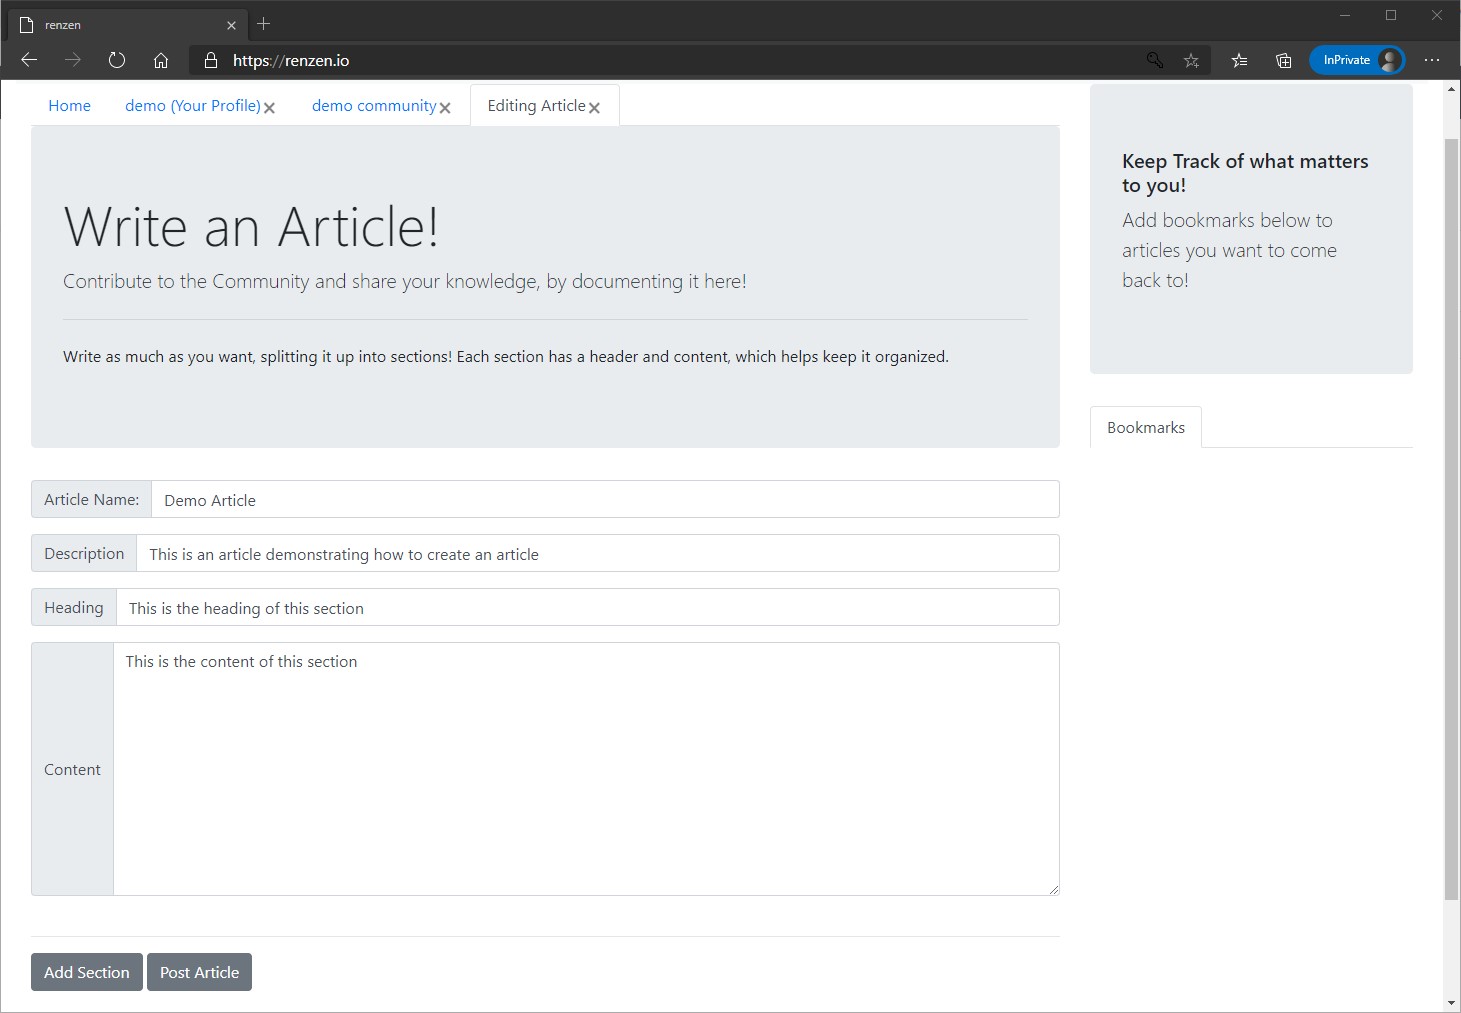 renzen
https://renzen.io
InPrivate
Home demo (Your Profile) demo community Editing Article
Write an Article!
Contribute to the Community and share your knowledge, by documenting it here!
Write as much as you want, splitting it up into sections! Each section has a header and content, which helps keep it organized.
Article Name: Demo Article
Description This is an article demonstrating how to create an article
Heading This is the heading of this section
This is the content of this section
Content
Add Section Post Article
Keep Track of what matters
to you!
Add bookmarks below to
articles you want to come
back to!
Bookmarks